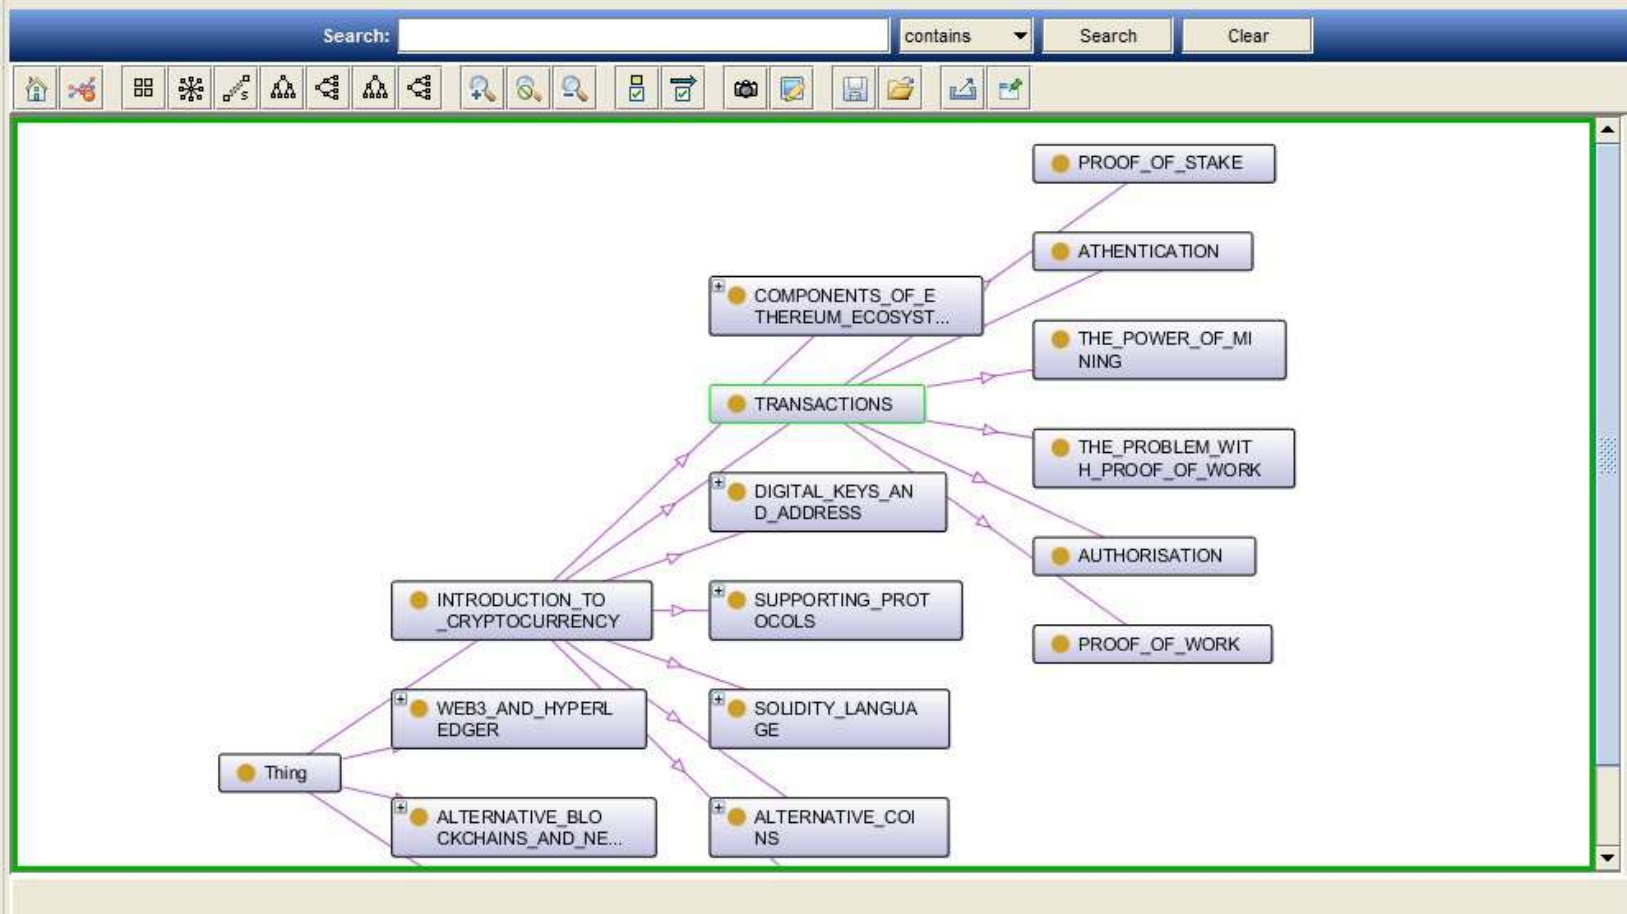 Search:
contains
Search
Clear
PROOF_OF_STAKE
ATHENTICATION
COMPONENTS_OF_E
THEREUM_ECOSYST...
THE_POWER_OF_MI
NING
TRANSACTIONS
THE_PROBLEM_WIT
H_PROOF_OF_WORK
DIGITAL_KEYS_AN
D_ADDRESS
AUTHORISATION
INTRODUCTION_TO
_CRYPTOCURRENCY
SUPPORTING_PROT
OCOLS
PROOF_OF_WORK
WEB3_AND_HYPERL
EDGER
SOLIDITY_LANGUA
GE
Thing
ALTERNATIVE_BLO
CKCHAINS_AND_NE...
ALTERNATIVE_COI
NS